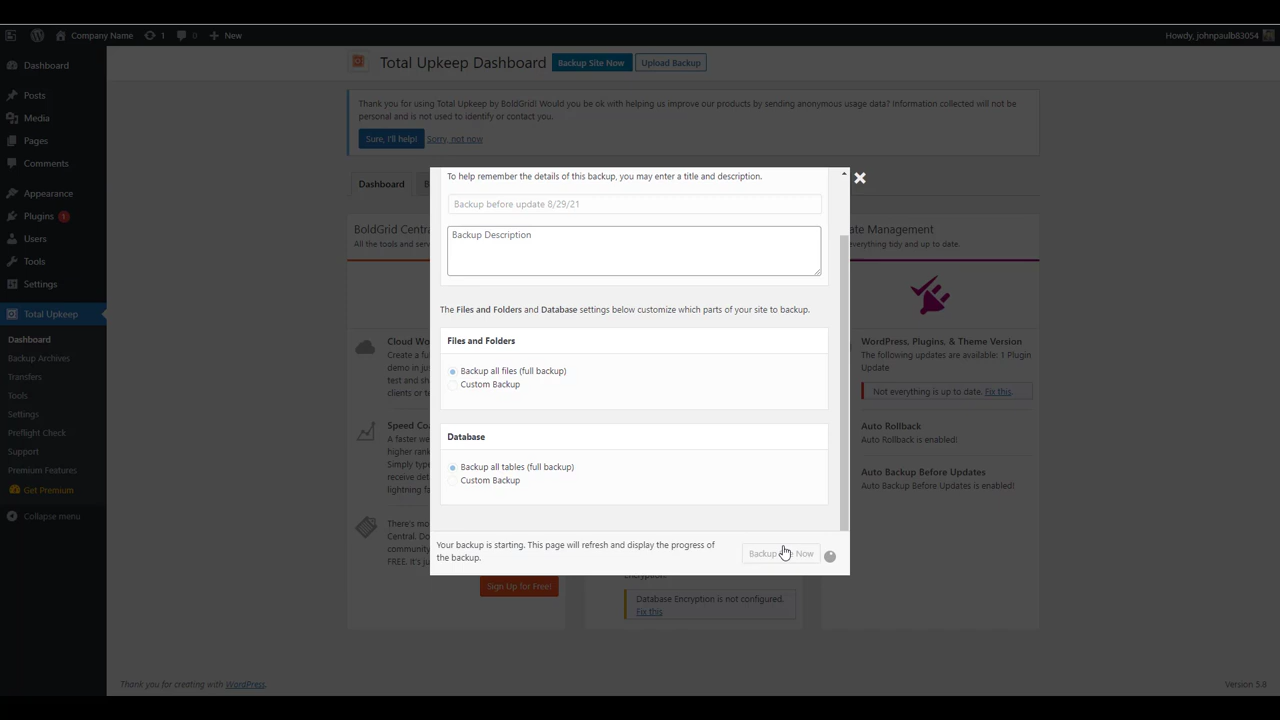 Company Name
1
0
New
Howdy, johnpaulb83054
Dashboard
Posts
Media
Pages
Comments
Appearance
Plugins 1
Users
Tools
Settings
Total Upkeep
Dashboard
Backup Archives
Transfers
Tools
Settings
Preflight Check
Support
Premium Features
Get Premium
Collapse menu
Total Upkeep Dashboard
Backup Site Now
Upload Backup
Thank you for using Total Upkeep by BoldGrid! Would you be ok with helping us improve our products by sending anonymous usage data? Information collected will not be
personal and is not used to identify or contact you.
Sure, I'll help!
Sorry, not now
Dashboard
BoldGrid Centr
All the tools and serv
Cloud Wo
Create a fu
demo in jus
test and sh
clients or te
Speed Coa
A faster we
higher rank
Simply type
receive det
lightning fa
There's mo
Central. Do
community
FREE. It's ju
Sign Up for Free!
To help remember the details of this backup, you may enter a title and description.
Backup before update 8/29/21
Backup Description
The Files and Folders and Database settings below customize which parts of your site to backup.
Files and Folders
Backup all files (full backup)
Custom Backup
Database
Backup all tables (full backup)
Custom Backup
Your backup is starting. This page will refresh and display the progress of
the backup.
Backup Now
Encryption.
Database Encryption is not configured.
Fix this
ate Management
everything tidy and up to date.
WordPress, Plugins, & Theme Version
The following updates are available: 1 Plugin
Update
Not everything is up to date. Fix this.
Auto Rollback
Auto Rollback is enabled!
Auto Backup Before Updates
Auto Backup Before Updates is enabled!
Thank you for creating with WordPress.